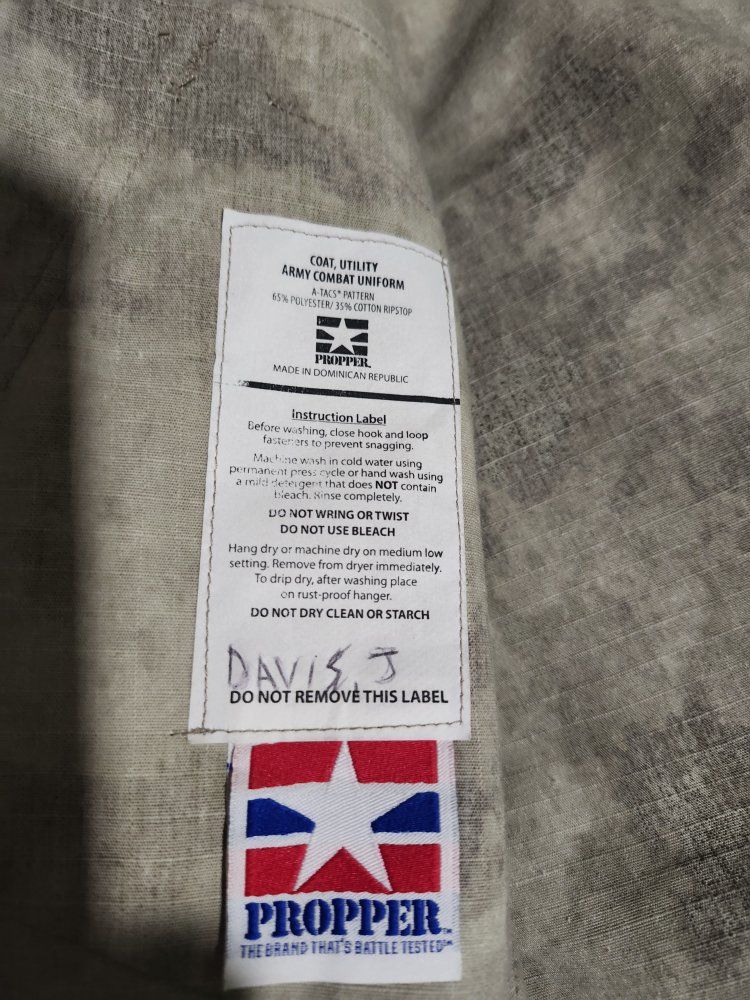 COAT, UTILITY
ARMY COMBAT UNIFORM
A-TACS® PATTERN
65% POLYESTER/ 35% COTTON RIPSTOP
PROPPER™
MADE IN DOMINICAN REPUBLIC
Instruction Label
Before washing, close hook and loop
fasteners to prevent snagging.
Machine wash in cold water using
permanent press cycle or hand wash using
a mild detergent that does NOT contain
bleach. Rinse completely.
DO NOT WRING OR TWIST
DO NOT USE BLEACH
Hang dry or machine dry on medium low
setting. Remove from dryer immediately.
To drip dry, after washing place
on rust-proof hanger.
DO NOT DRY CLEAN OR STARCH
DAVIS, J
DO NOT REMOVE THIS LABEL
PROPPER™
THE BRAND THAT'S BATTLE TESTED℠